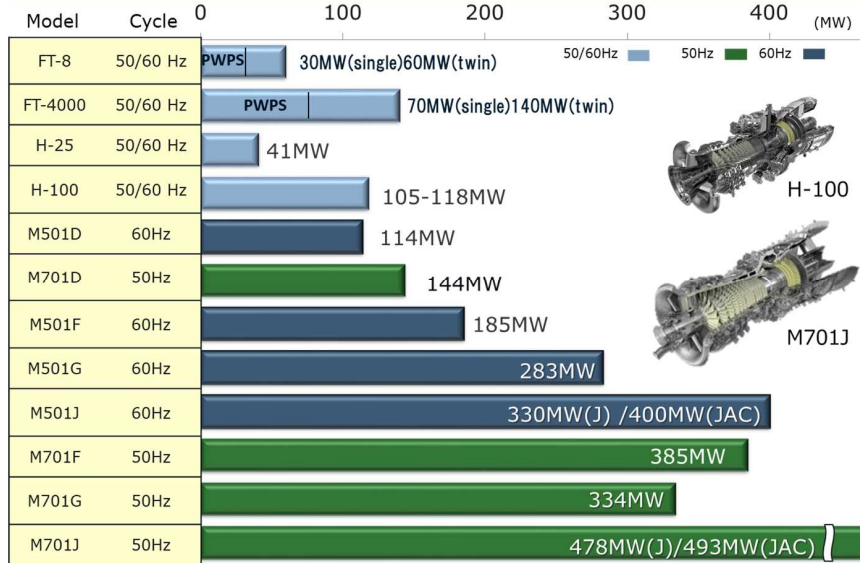 Model Cycle 0 100 200 300 400 (MW)
50/60Hz 50Hz 60Hz
FT-8 50/60 Hz PWPS 30MW(single)60MW(twin)
FT-4000 50/60 Hz PWPS 70MW(single)140MW(twin)
H-25 50/60 Hz 41MW
H-100 50/60 Hz 105-118MW
H-100
M501D 60Hz 114MW
M701D 50Hz 144MW
M501F 60Hz 185MW
M701J
M501G 60Hz 283MW
M501J 60Hz 330MW(J) /400MW(JAC)
M701F 50Hz 385MW
M701G 50Hz 334MW
M701J 50Hz 478MW(J)/493MW(JAC)